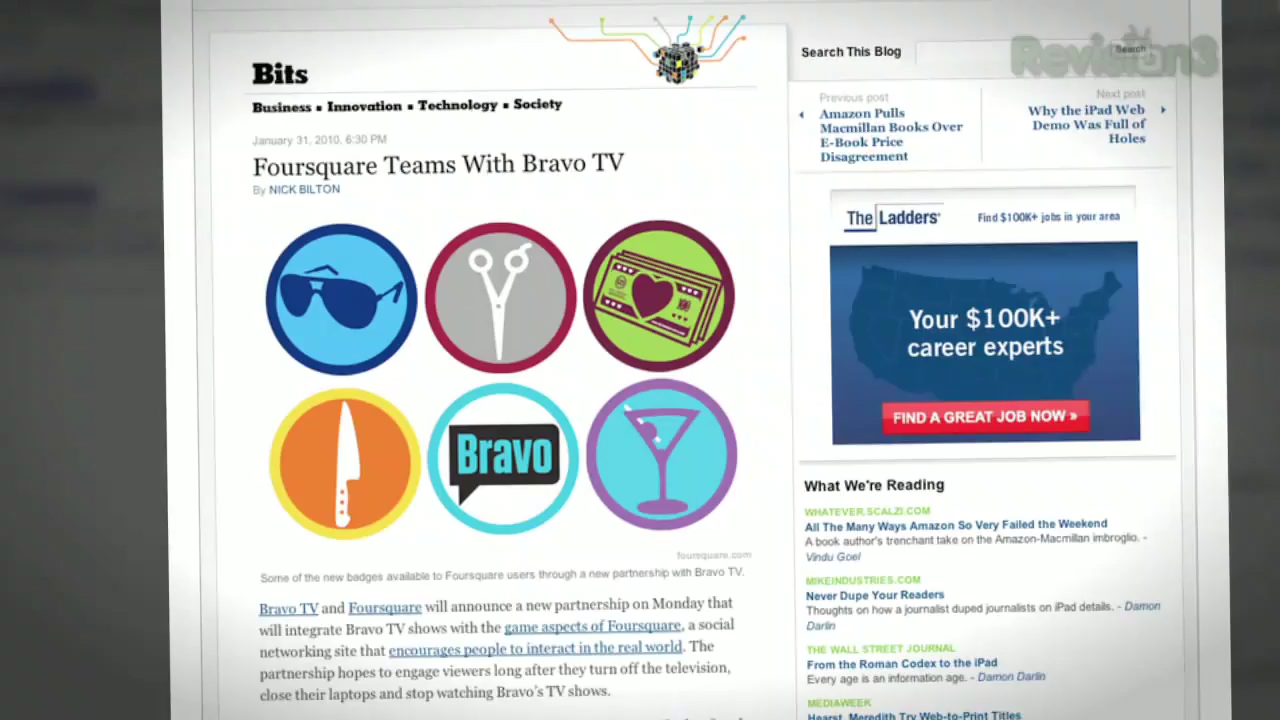 Bits
Business ▪ Innovation ▪ Technology ▪ Society
January 31, 2010, 6:30 PM
Foursquare Teams With Bravo TV
By NICK BILTON
Bravo
foursquare.com
Some of the new badges available to Foursquare users through a new partnership with Bravo TV.
Bravo TV and Foursquare will announce a new partnership on Monday that
will integrate Bravo TV shows with the game aspects of Foursquare, a social
networking site that encourages people to interact in the real world. The
partnership hopes to engage viewers long after they turn off the television,
close their laptops and stop watching Bravo's TV shows.
Search This Blog
Search
Revision3
Previous post
Amazon Pulls
Macmillan Books Over
E-Book Price
Disagreement
Next post
Why the iPad Web
Demo Was Full of
Holes
The Ladders
Find $100K+ jobs in your area
Your $100K+
career experts
FIND A GREAT JOB NOW »
What We're Reading
WHATEVER.SCALZI.COM
All The Many Ways Amazon So Very Failed the Weekend
A book author's trenchant take on the Amazon-Macmillan imbroglio. -
Vindu Goel
MIKEINDUSTRIES.COM
Never Dupe Your Readers
Thoughts on how a journalist duped journalists on iPad details. - Damon
Darlin
THE WALL STREET JOURNAL
From the Roman Codex to the iPad
Every age is an information age. - Damon Darlin
MEDIAWEEK
Hearst, Meredith Try Web-to-Print Titles